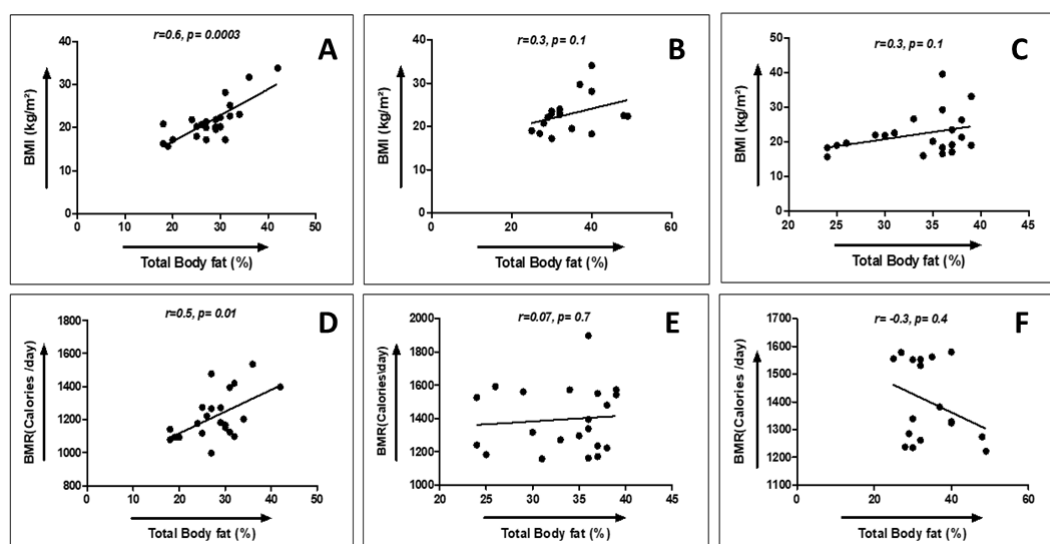 r=0.6, p= 0.0003
A
BMI (kg/m²)
40
30
20
10
0
0
10
20
30
40
50
Total Body fat (%)
r=0.3, p= 0.1
B
BMI (kg/m²)
40
30
20
10
0
0
20
40
60
Total Body fat (%)
r=0.3, p= 0.1
C
BMI (kg/m²)
50
40
30
20
10
0
20
25
30
35
40
45
Total Body fat (%)
r=0.5, p= 0.01
D
BMR(Calories /day)
1800
1600
1400
1200
1000
800
0
10
20
30
40
50
Total Body fat (%)
r=0.07, p= 0.7
E
BMR(Calories\day)
2000
1800
1600
1400
1200
1000
20
25
30
35
40
45
Total Body fat (%)
r= -0.3, p= 0.4
F
BMR(Calories /day)
1700
1600
1500
1400
1300
1200
1100
0
20
40
60
Total Body fat (%)